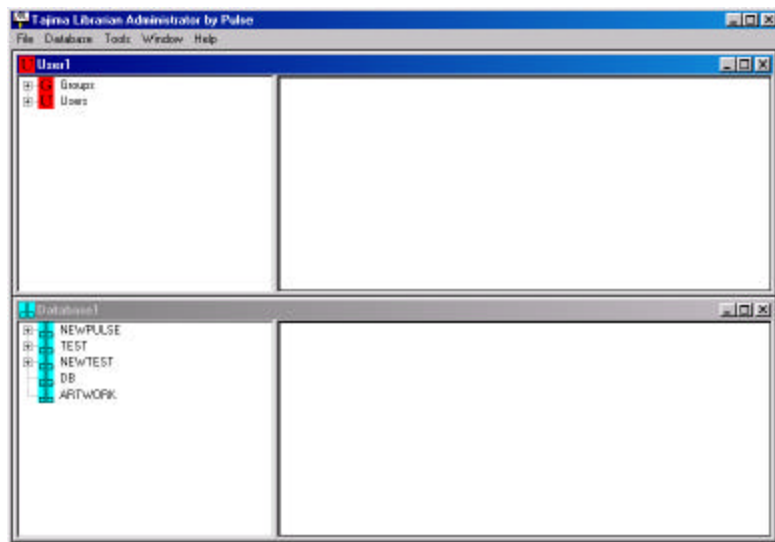 Tajima Librarian Administrator by Pulse
File Database Tools Window Help
User1
Groups
Users
Database1
NEWPULSE
TEST
NEWTEST
DB
ARTWORK